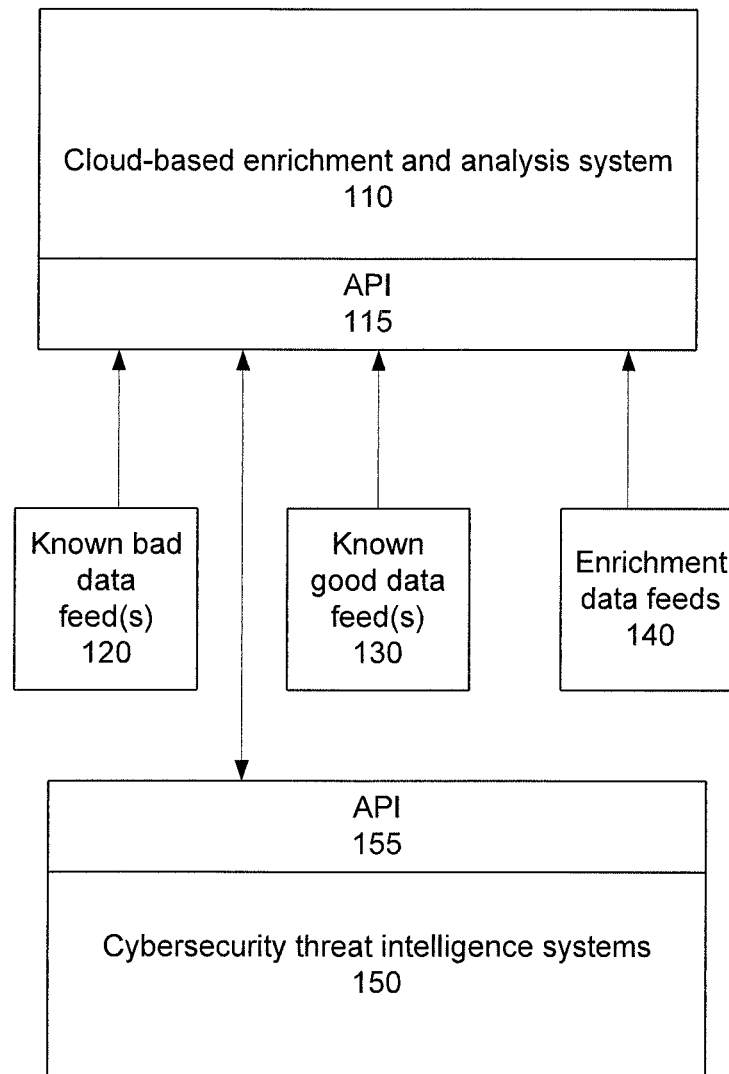 Cloud-based enrichment and analysis system
110
API
115
Known bad
data
feed(s)
120
Known
good data
feed(s)
130
Enrichment
data feeds
140
API
155
Cybersecurity threat intelligence systems
150